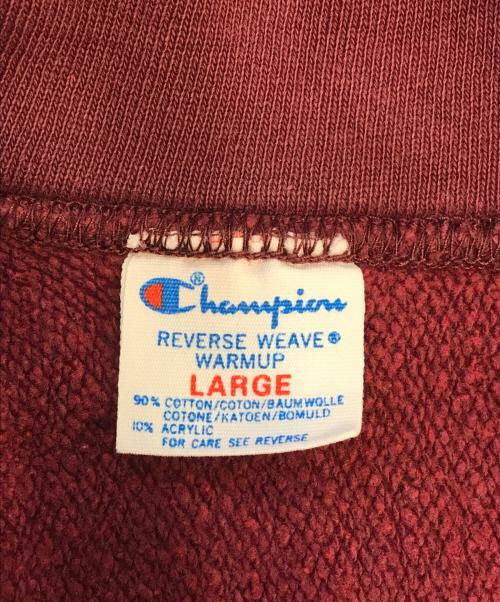 Champion®
REVERSE WEAVE®
WARMUP
LARGE
90% COTTON/COTON/BAUMWOLLE
COTONE/KATOEN/BOMULD
10% ACRYLIC
FOR CARE SEE REVERSE